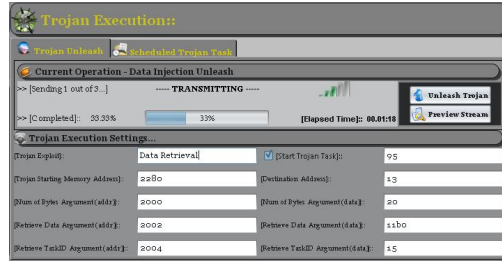 Trojan Execution::
Trojan Unleash Scheduled Trojan Task
Current Operation - Data Injection Unleash
>> [Sending 1 out of 3...] ----- TRANSMITTING ----- Unleash Trojan
>> [Completed]:: 33.33% 33% [Elapsed Time]:: 00.01:18 Preview Stream
Trojan Execution Settings...
[Trojan Exploit]: Data Retrieval [Start Trojan Task]:: 95
[Trojan Starting Memory Address]: 2280 [Destination Address]:: 13
[Num of Bytes Argument(addr)]: 2000 [Num of Bytes Argument(data)]: 20
[Retrieve Data Argument(addr)]: 2002 [Retrieve Data Argument(data)]: 11b0
[Retrieve TaskID Argument(addr)]: 2004 [Retrieve TaskID Argument(data)]: 15